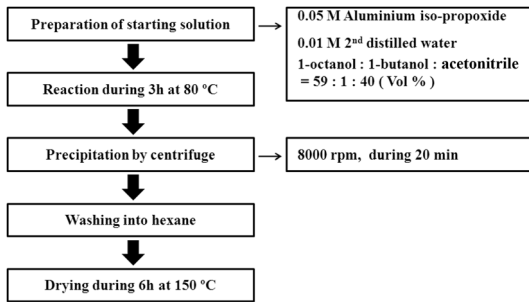 Preparation of starting solution
0.05 M Aluminium iso-propoxide
0.01 M 2nd distilled water
1-octanol : 1-butanol : acetonitrile
= 59 : 1 : 40 ( Vol % )
Reaction during 3h at 80 ºC
Precipitation by centrifuge
8000 rpm, during 20 min
Washing into hexane
Drying during 6h at 150 ºC